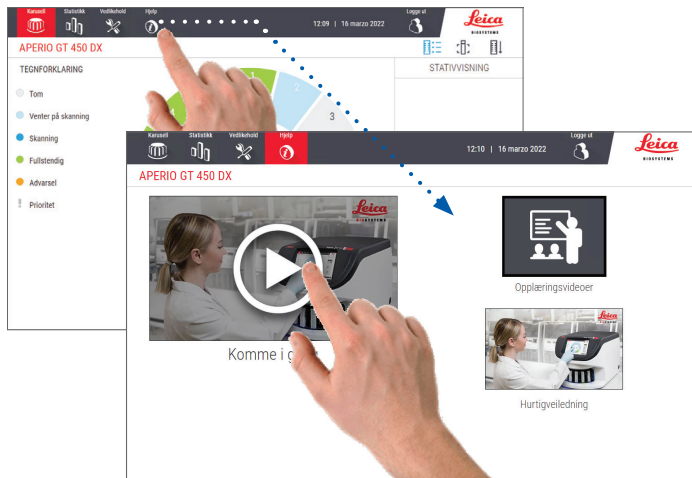 Karusell Statistikk Vedlikehold Hjelp 12:09 | 16 marzo 2022 Logge ut Leica
BIOSYSTEMS
APERIO GT 450 DX
TEGNFORKLARING
STATIVVISNING
Tom
Venter på skanning
Skanning
Fullstendig
Advarsel
Prioritet
1
2
3
Karusell Statistikk Vedlikehold Hjelp 12:10 | 16 marzo 2022 Logge ut Leica
BIOSYSTEMS
APERIO GT 450 DX
Leica
BIOSYSTEMS
Komme i g
Opplæringsvideoer
Leica
Hurtigveiledning